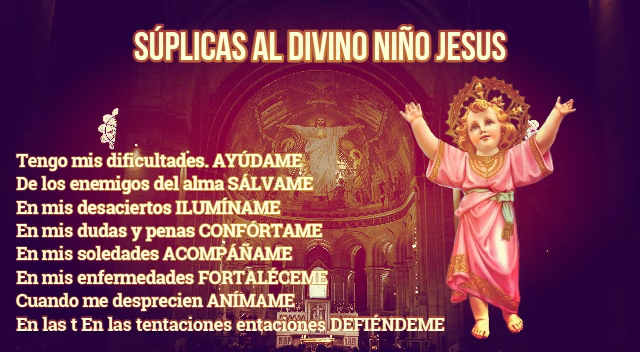 SÚPLICAS AL DIVINO NIÑO JESUS
Tengo mis dificultades. AYÚDAME
De los enemigos del alma SÁLVAME
En mis desaciertos ILUMÍNAME
En mis dudas y penas CONFÓRTAME
En mis soledades ACOMPÁÑAME
En mis enfermedades FORTALÉCEME
Cuando me desprecien ANÍMAME
En las t En las tentaciones entaciones DEFIÉNDEME